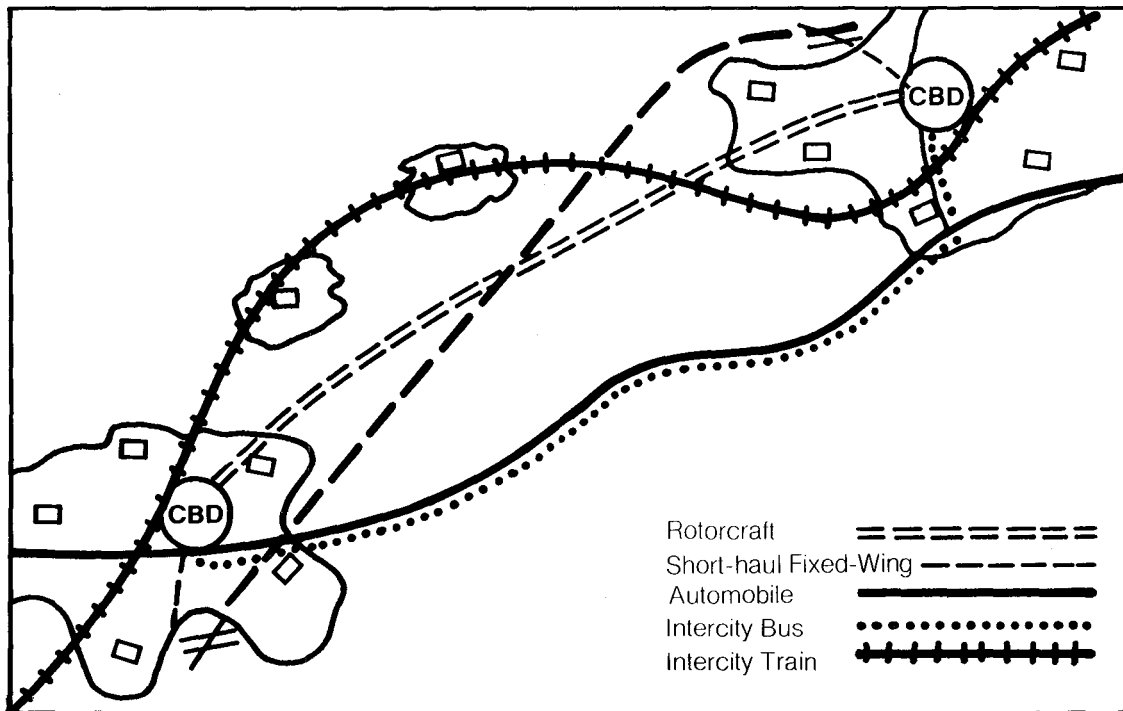 CBD
CBD
Rotorcraft
Short-haul Fixed-Wing
Automobile
Intercity Bus
Intercity Train